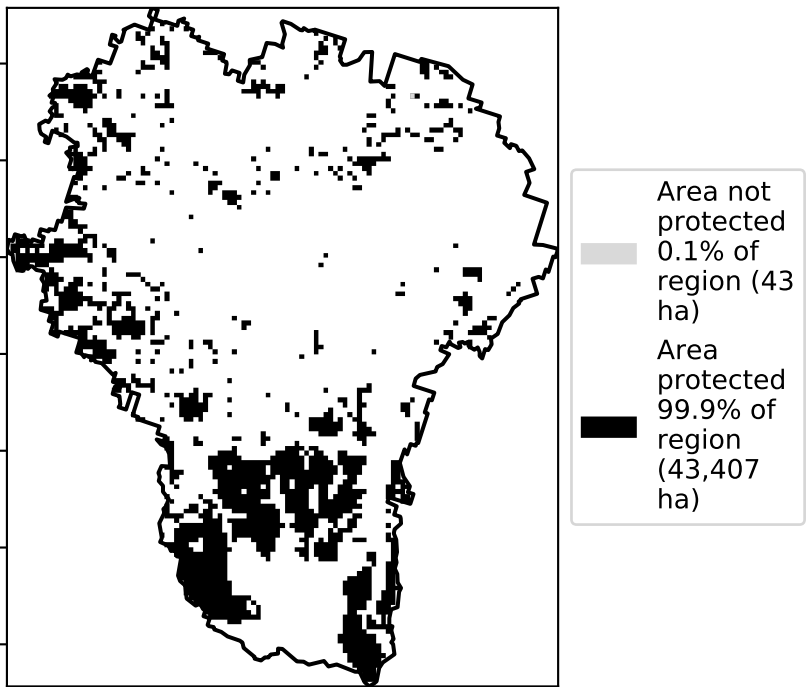 Area not
protected
0.1% of
region (43
ha)
Area
protected
99.9% of
region
(43,407
ha)